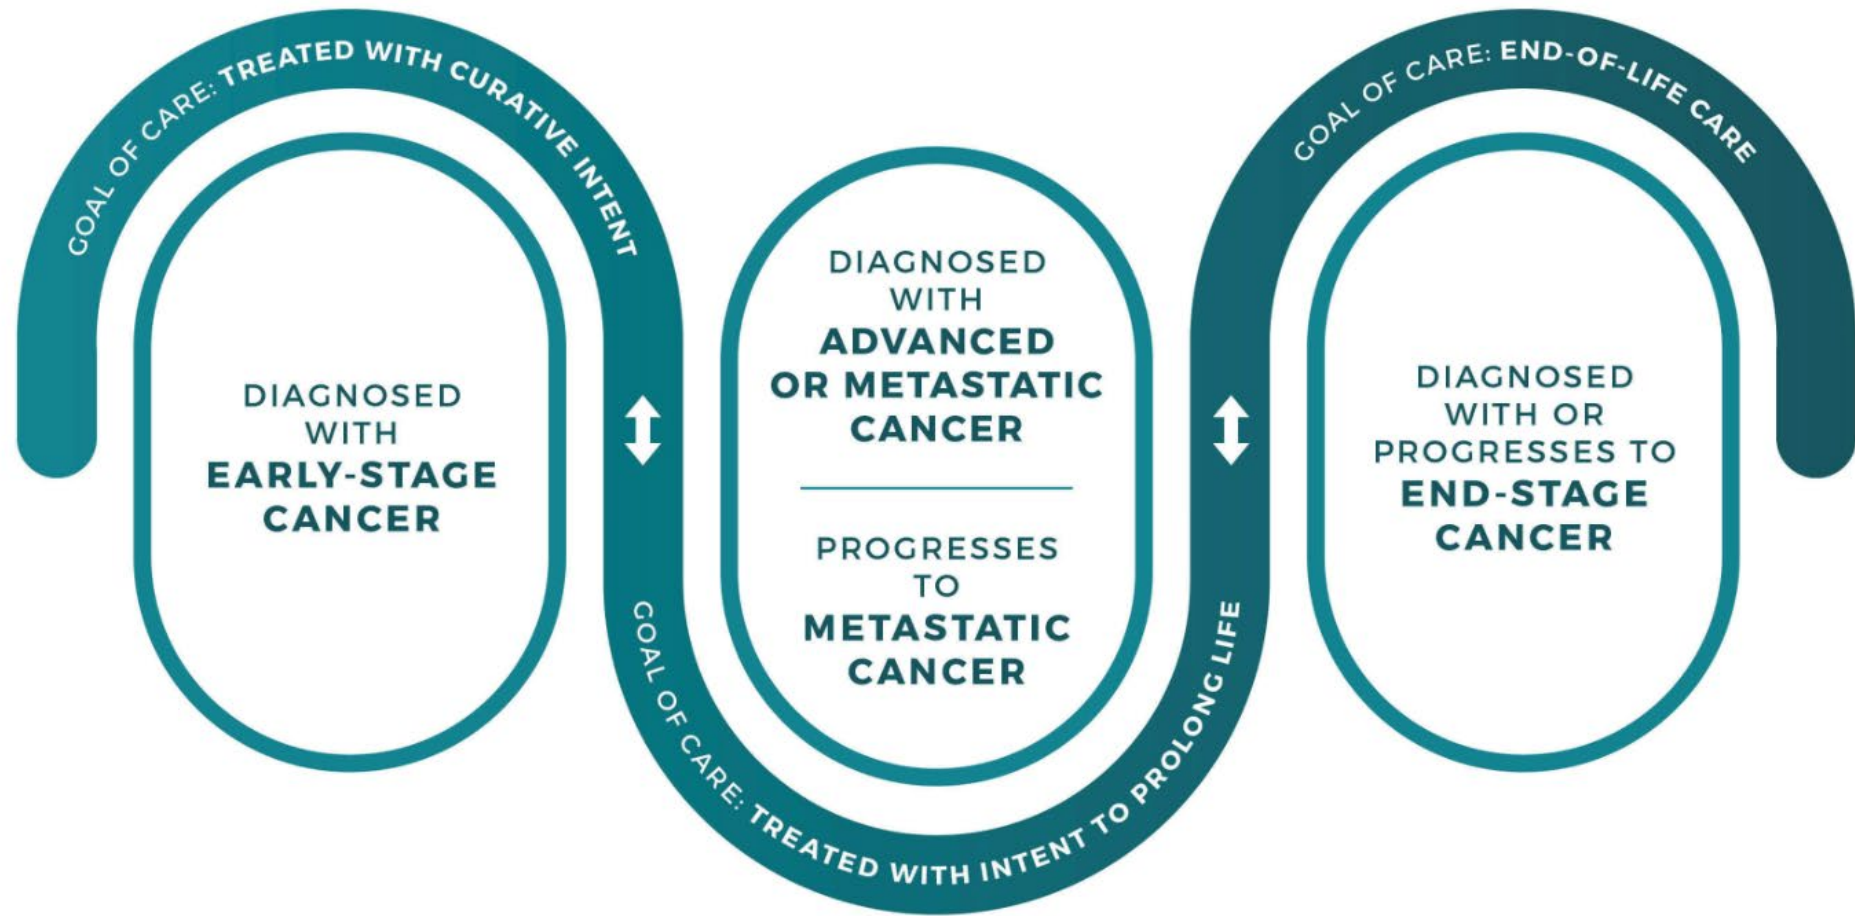 GOAL OF CARE: TREATED WITH CURATIVE INTENT
DIAGNOSED
WITH
EARLY-STAGE
CANCER
DIAGNOSED
WITH
ADVANCED
OR METASTATIC
CANCER
PROGRESSES
TO
METASTATIC
CANCER
GOAL OF CARE: TREATED WITH INTENT TO PROLONG LIFE
GOAL OF CARE: END-OF-LIFE CARE
DIAGNOSED
WITH OR
PROGRESSES TO
END-STAGE
CANCER